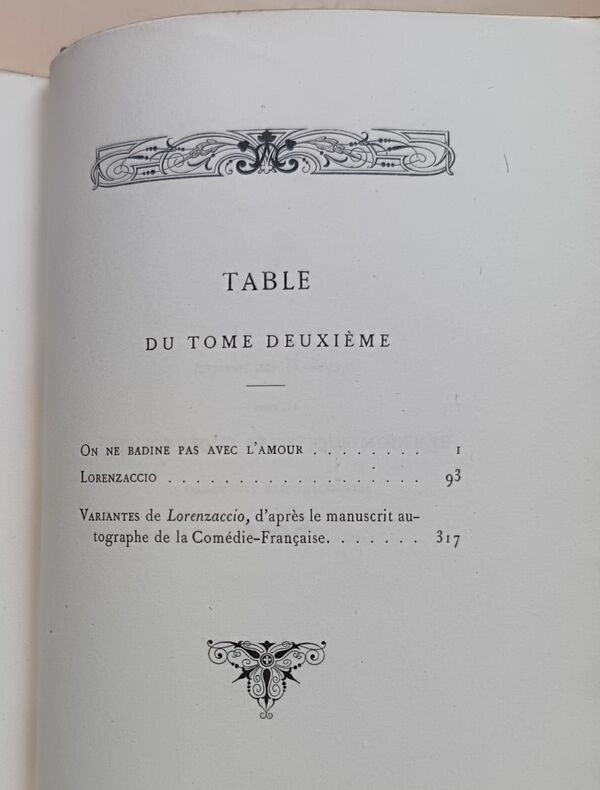 TABLE
DU TOME DEUXIÈME
ON NE BADINE PAS AVEC L'AMOUR . . . . . . . . 1
LORENZACCIO . . . . . . . . . . . . . . . . . . . 93
VARIANTES de Lorenzaccio, d'après le manuscrit au-
tographe de la Comédie-Française. . . . . . . . 317